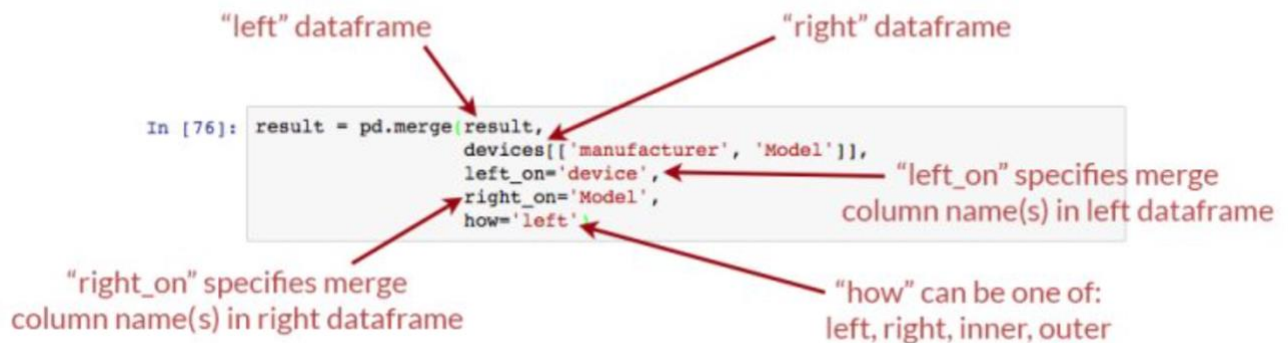 “left” dataframe
“right” dataframe
In [76]: result = pd.merge(result,
devices[['manufacturer', 'Model']],
left_on='device',
right_on='Model',
how='left')
“left_on” specifies merge
column name(s) in left dataframe
“right_on” specifies merge
column name(s) in right dataframe
“how” can be one of:
left, right, inner, outer